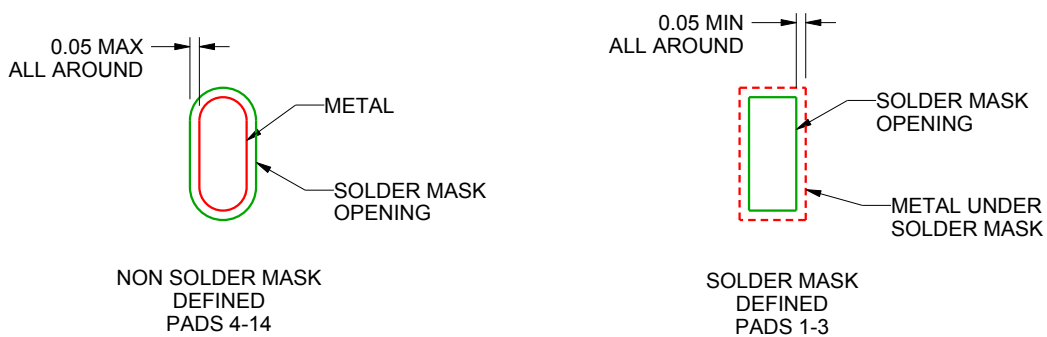 0.05 MAX
ALL AROUND
METAL
SOLDER MASK
OPENING
NON SOLDER MASK
DEFINED
PADS 4-14
0.05 MIN
ALL AROUND
SOLDER MASK
OPENING
METAL UNDER
SOLDER MASK
SOLDER MASK
DEFINED
PADS 1-3